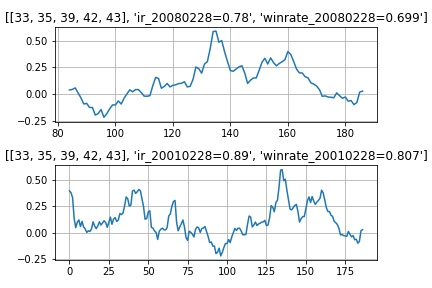 [[33, 35, 39, 42, 43], 'ir_20080228=0.78', 'winrate_20080228=0.699']
0.50
0.25
0.00
−0.25
80 100 120 140 160 180
[[33, 35, 39, 42, 43], 'ir_20010228=0.89', 'winrate_20010228=0.807']
0.50
0.25
0.00
−0.25
0 25 50 75 100 125 150 175